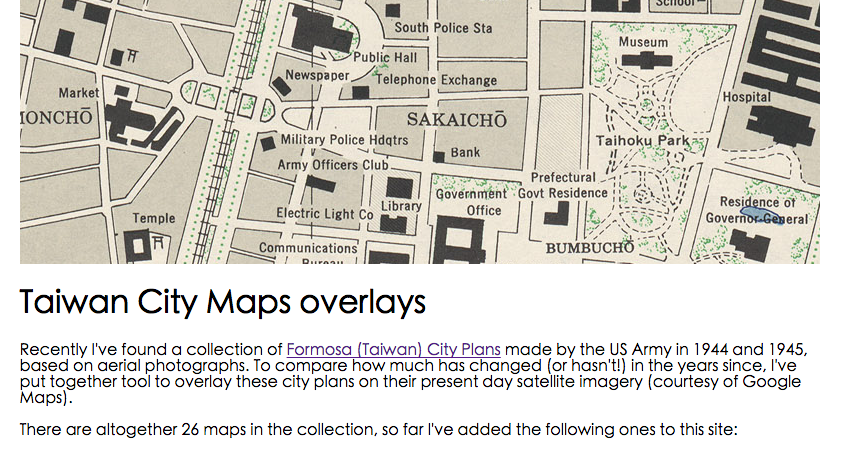 School
South Police Sta
Museum
Public Hall
Newspaper
Telephone Exchange
Market
Hospital
SAKAICHŌ
Military Police Hdqtrs
Taihoku Park
Bank
Army Officers Club
Prefectural
Govt Residence
Government
Office
Library
Residence of
Governor-General
Temple
Electric Light Co
Communications
Bureau
BUMBUCHŌ
Taiwan City Maps overlays
Recently I've found a collection of Formosa (Taiwan) City Plans made by the US Army in 1944 and 1945,
based on aerial photographs. To compare how much has changed (or hasn't!) in the years since, I've
put together tool to overlay these city plans on their present day satellite imagery (courtesy of Google
Maps).
There are altogether 26 maps in the collection, so far I've added the following ones to this site: